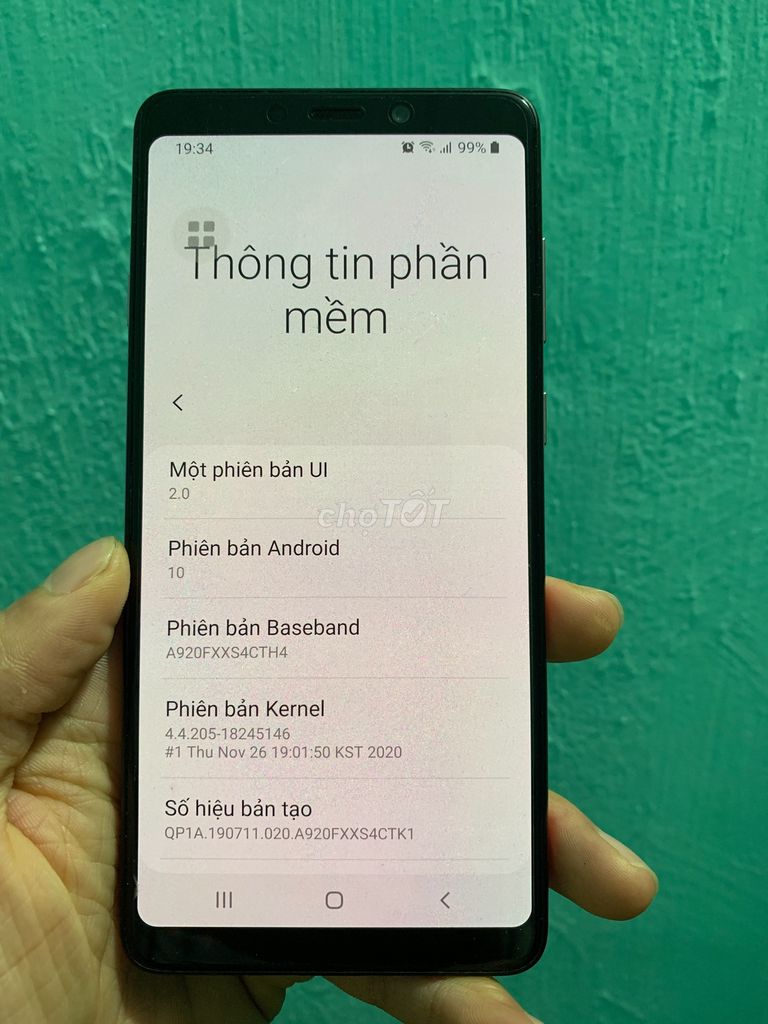 19:34
99%
Thông tin phần
mềm
Một phiên bản UI
2.0
chợTỐT
Phiên bản Android
10
Phiên bản Baseband
A920FXXS4CTH4
Phiên bản Kernel
4.4.205-18245146
#1 Thu Nov 26 19:01:50 KST 2020
Số hiệu bản tạo
QP1A.190711.020.A920FXXS4CTK1